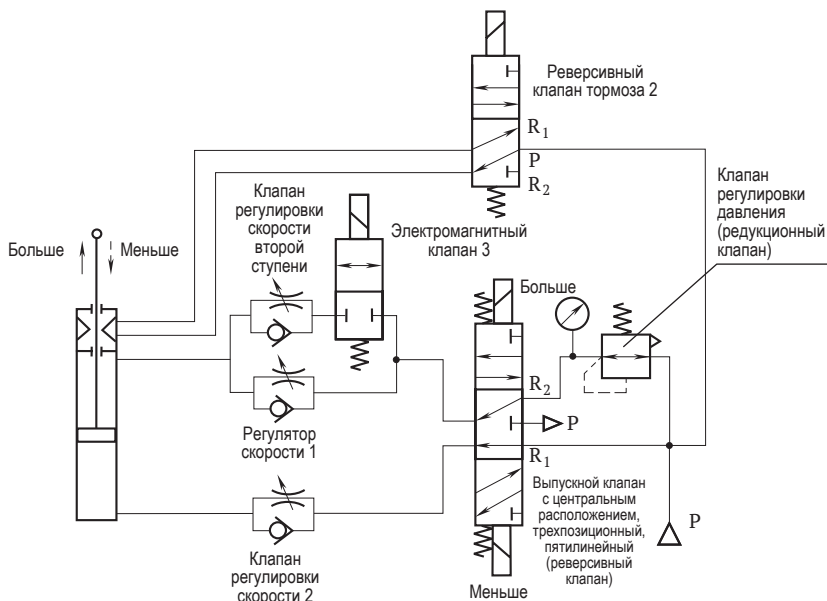 Реверсивный
клапан тормоза 2
R1
P
R2
Клапан
регулировки
давления
(редукционный
клапан)
Клапан
регулировки
скорости
второй
ступени
Электромагнитный
клапан 3
Больше
Меньше
Больше
R2
P
R1
Регулятор
скорости 1
Выпускной клапан
с центральным
расположением,
трехпозиционный,
пятилинейный
(реверсивный
клапан)
P
Клапан
регулировки
скорости 2
Меньше